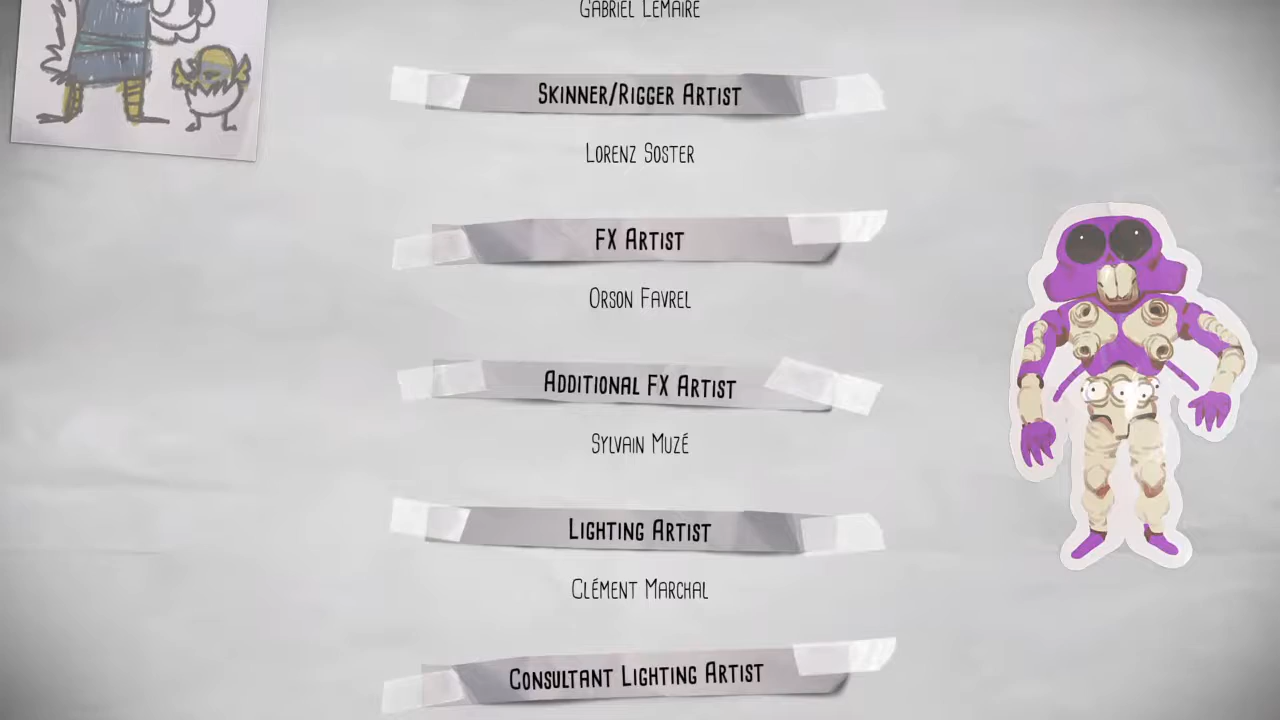 GABRIEL LEMAIRE
SKINNER/RIGGER ARTIST
LORENZ SOSTER
FX ARTIST
ORSON FAVREL
ADDITIONAL FX ARTIST
SYLVAIN MUZÉ
LIGHTING ARTIST
CLÉMENT MARCHAL
CONSULTANT LIGHTING ARTIST